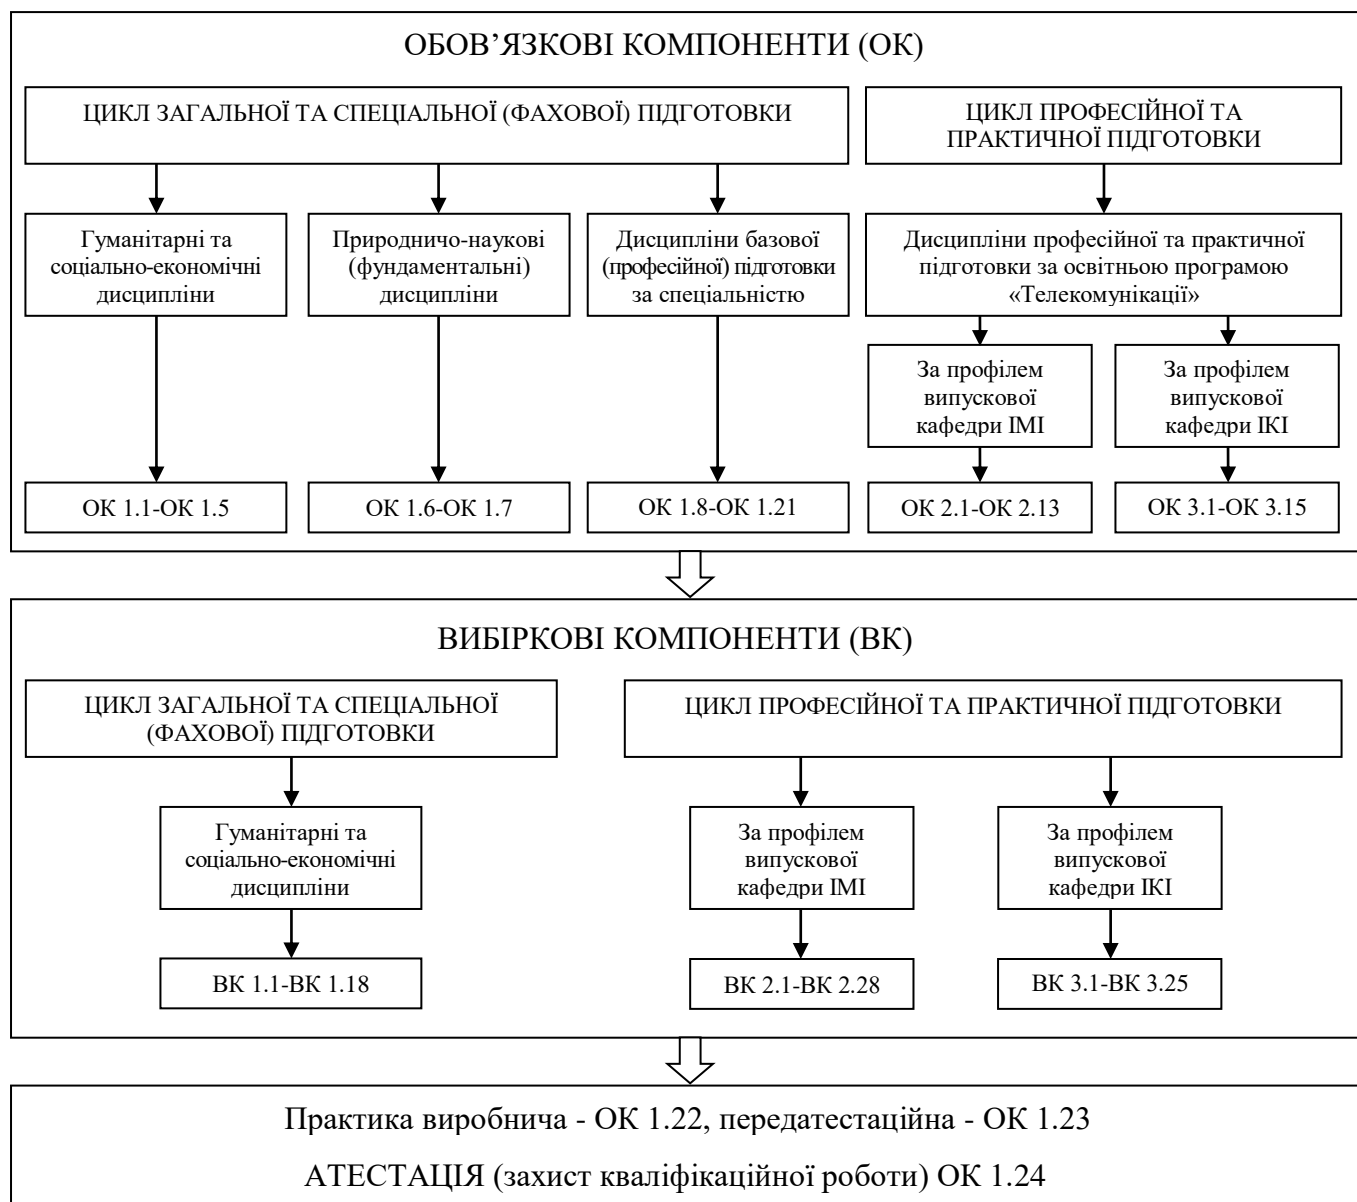 ОБОВ’ЯЗКОВІ КОМПОНЕНТИ (ОК)
ЦИКЛ ЗАГАЛЬНОЇ ТА СПЕЦІАЛЬНОЇ (ФАХОВОЇ) ПІДГОТОВКИ
ЦИКЛ ПРОФЕСІЙНОЇ ТА
ПРАКТИЧНОЇ ПІДГОТОВКИ
Гуманітарні та
соціально-економічні
дисципліни
Природничо-наукові
(фундаментальні)
дисципліни
Дисципліни базової
(професійної) підготовки
за спеціальністю
Дисципліни професійної та практичної
підготовки за освітньою програмою
«Телекомунікації»
За профілем
випускової
кафедри ІМІ
За профілем
випускової
кафедри ІКІ
ОК 1.1-ОК 1.5
ОК 1.6-ОК 1.7
ОК 1.8-ОК 1.21
ОК 2.1-ОК 2.13
ОК 3.1-ОК 3.15
ВИБІРКОВІ КОМПОНЕНТИ (ВК)
ЦИКЛ ЗАГАЛЬНОЇ ТА СПЕЦІАЛЬНОЇ
(ФАХОВОЇ) ПІДГОТОВКИ
ЦИКЛ ПРОФЕСІЙНОЇ ТА ПРАКТИЧНОЇ ПІДГОТОВКИ
Гуманітарні та
соціально-економічні
дисципліни
За профілем
випускової
кафедри ІМІ
За профілем
випускової
кафедри ІКІ
ВК 1.1-ВК 1.18
ВК 2.1-ВК 2.28
ВК 3.1-ВК 3.25
Практика виробнича - ОК 1.22, передатестаційна - ОК 1.23
АТЕСТАЦІЯ (захист кваліфікаційної роботи) ОК 1.24